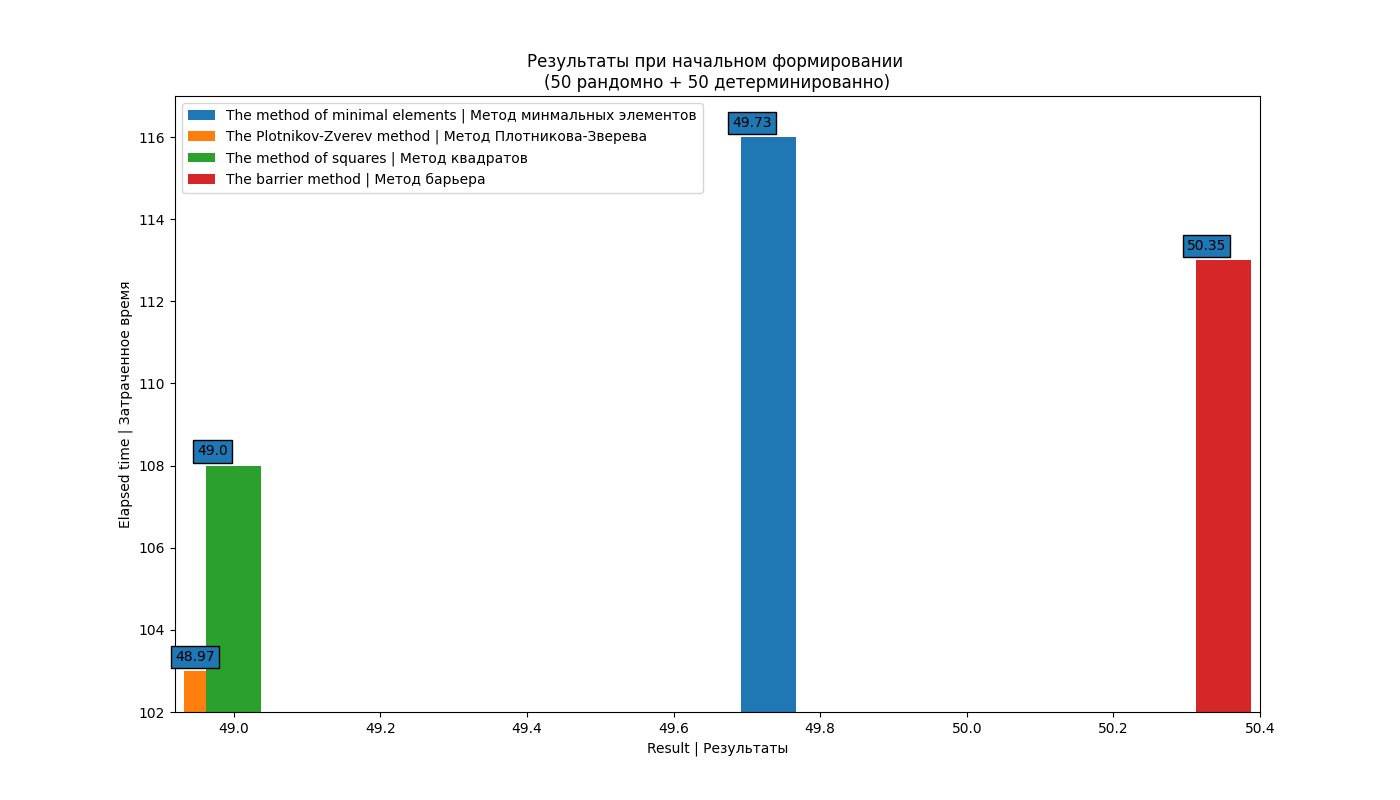 Результаты при начальном формировании
(50 рандомно + 50 детерминированно)
The method of minimal elements | Метод минмальных элементов
The Plotnikov-Zverev method | Метод Плотникова-Зверева
The method of squares | Метод квадратов
The barrier method | Метод барьера
49.73
50.35
49.0
48.97
Elapsed time | Затраченное время
116
114
112
110
108
106
104
102
49.0 49.2 49.4 49.6 49.8 50.0 50.2 50.4
Result | Результаты